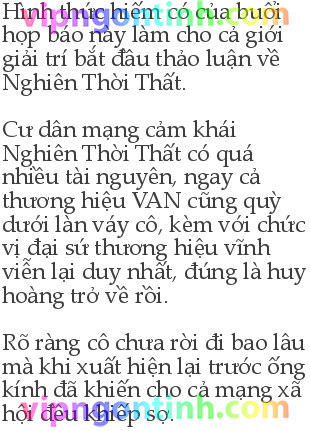 Hình thức hiếm có của buổi
họp báo này làm cho cả giới
giải trí bắt đầu thảo luận về
Nghiên Thời Thất.
Cư dân mạng cảm khái
Nghiên Thời Thất có quá
nhiều tài nguyên, ngay cả
thương hiệu VAN cũng quỳ
dưới làn váy cô, kèm với chức
vị đại sứ thương hiệu vĩnh
viễn lại duy nhất, đúng là huy
hoàng trở về rồi.
Rõ ràng cô chưa rời đi bao lâu
mà khi xuất hiện lại trước ống
kính đã khiến cho cả mạng xã
hội đều khiếp sợ.
vipngontinh.com
vipngontinh.com